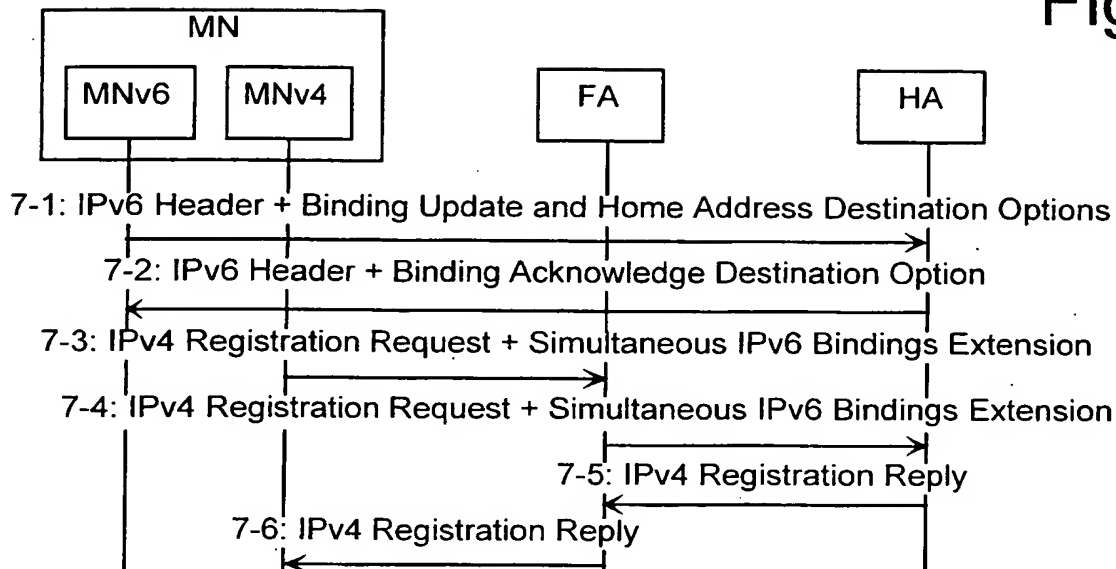 Fig
MN
MNv6 MNv4 FA HA
7-1: IPv6 Header + Binding Update and Home Address Destination Options
7-2: IPv6 Header + Binding Acknowledge Destination Option
7-3: IPv4 Registration Request + Simultaneous IPv6 Bindings Extension
7-4: IPv4 Registration Request + Simultaneous IPv6 Bindings Extension
7-5: IPv4 Registration Reply
7-6: IPv4 Registration Reply